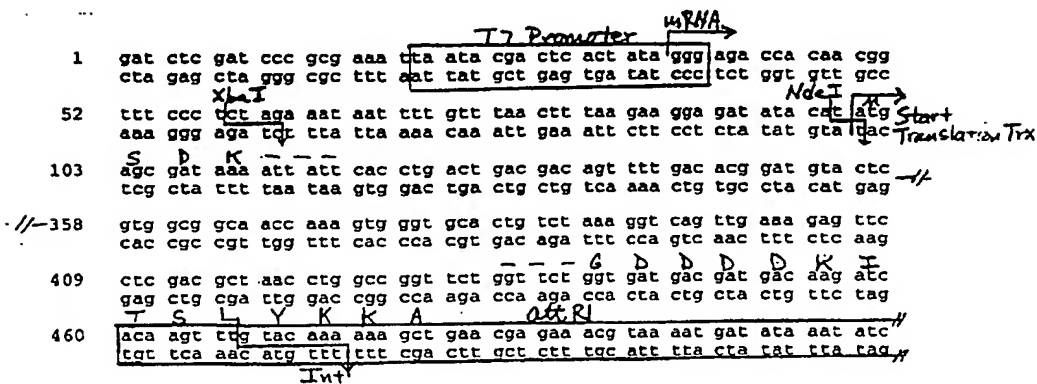 mRNA
T7 Promoter
1 gat ctc gat ccc gcg aaa ttaa ata cga ctc act ata ggg aga cca caa cgg
cta gag cta ggg cgc ttt aat tat gct gag tga tat ccc tct ggt gtt gcc
XbaI NdeI
52 ttt ccc tct aga aat aat ttt gtt taa ctt taa gaa gga gat ata cat atg
aaa ggg aga tct tta tta aaa caa att gaa att ctt cct cta tat gta tac
M
Start
Translation Trx
S D K - - -
103 agc gat aaa att att cac ctg act gac gac agt ttt gac acg gat gta ctc
tcg cta ttt taa taa gtg gac tga ctg ctg tca aaa ctg tgc cta cat gag
358 gtg gcg gca acc aaa gtg ggt gca ctg tct aaa ggt cag ttg aaa gag ttc
cac cgc cgt tgg ttt cac cca cgt gac aga ttt cca gtc aac ttt ctc aag
- - - G D D D D K I
409 ctc gac gct aac ctg gcc ggt tct ggt tct ggt gat gac gat gac aag atc
gag ctg cga ttg gac cgg cca aga cca aga cca cta ctg cta ctg ttc tag
T S L Y K K A attR1
460 aca agt ttg tac aaa aaa gct gaa cga gaa acg taa aat gat ata aat atc
tgt tca aac atg ttt ttt cga ctt gct ctt tgc att tta cta tat tta tag
Int